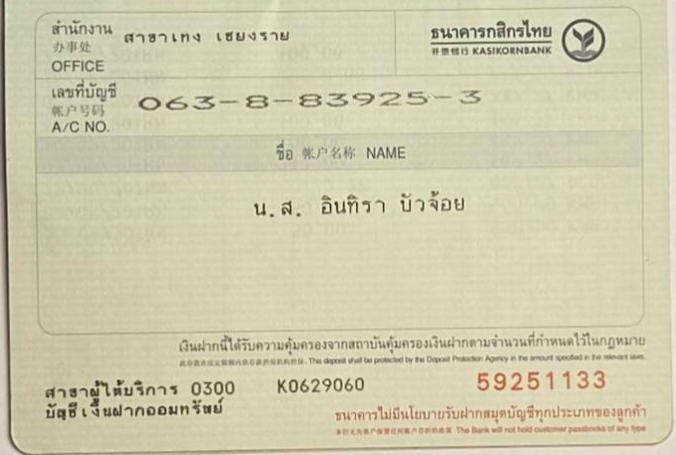 สำนักงาน สาขาเทง เชียงราย
办事处
OFFICE
ธนาคารกสิกรไทย
开泰银行 KASIKORNBANK
เลขที่บัญชี 063-8-83925-3
帐户号码
A/C NO.
ชื่อ 帐户名称 NAME
น.ส. อินทิรา บัวจ้อย
เงินฝากนี้ได้รับความคุ้มครองจากสถาบันคุ้มครองเงินฝากตามจำนวนที่กำหนดไว้ในกฎหมาย
This deposit shall be protected by the Deposit Protection Agency in the amount specified in the relevant laws.
สาขาผู้ให้บริการ 0300 K0629060 59251133
บัญชีเงินฝากออมทรัพย์
ธนาคารไม่มีนโยบายรับฝากสมุดบัญชีทุกประเภทของลูกค้า
The Bank will not hold customer passbooks of any type